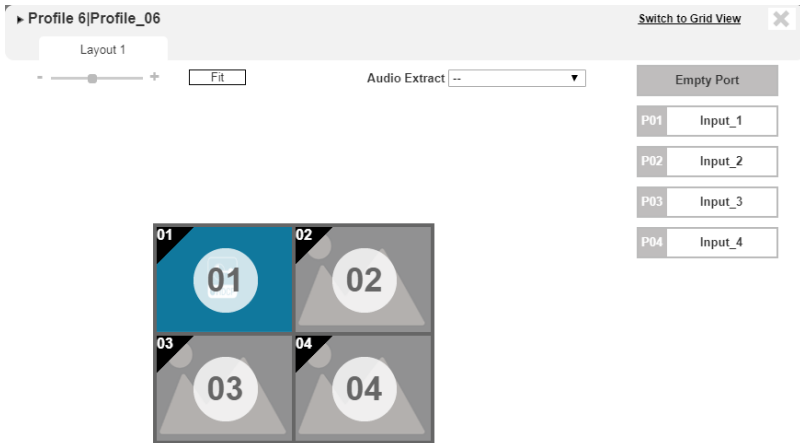 Profile 6|Profile_06
Switch to Grid View
Layout 1
- + Fit
Audio Extract --
Empty Port
P01 Input_1
P02 Input_2
P03 Input_3
P04 Input_4
01 02
01 02
03 04
03 04